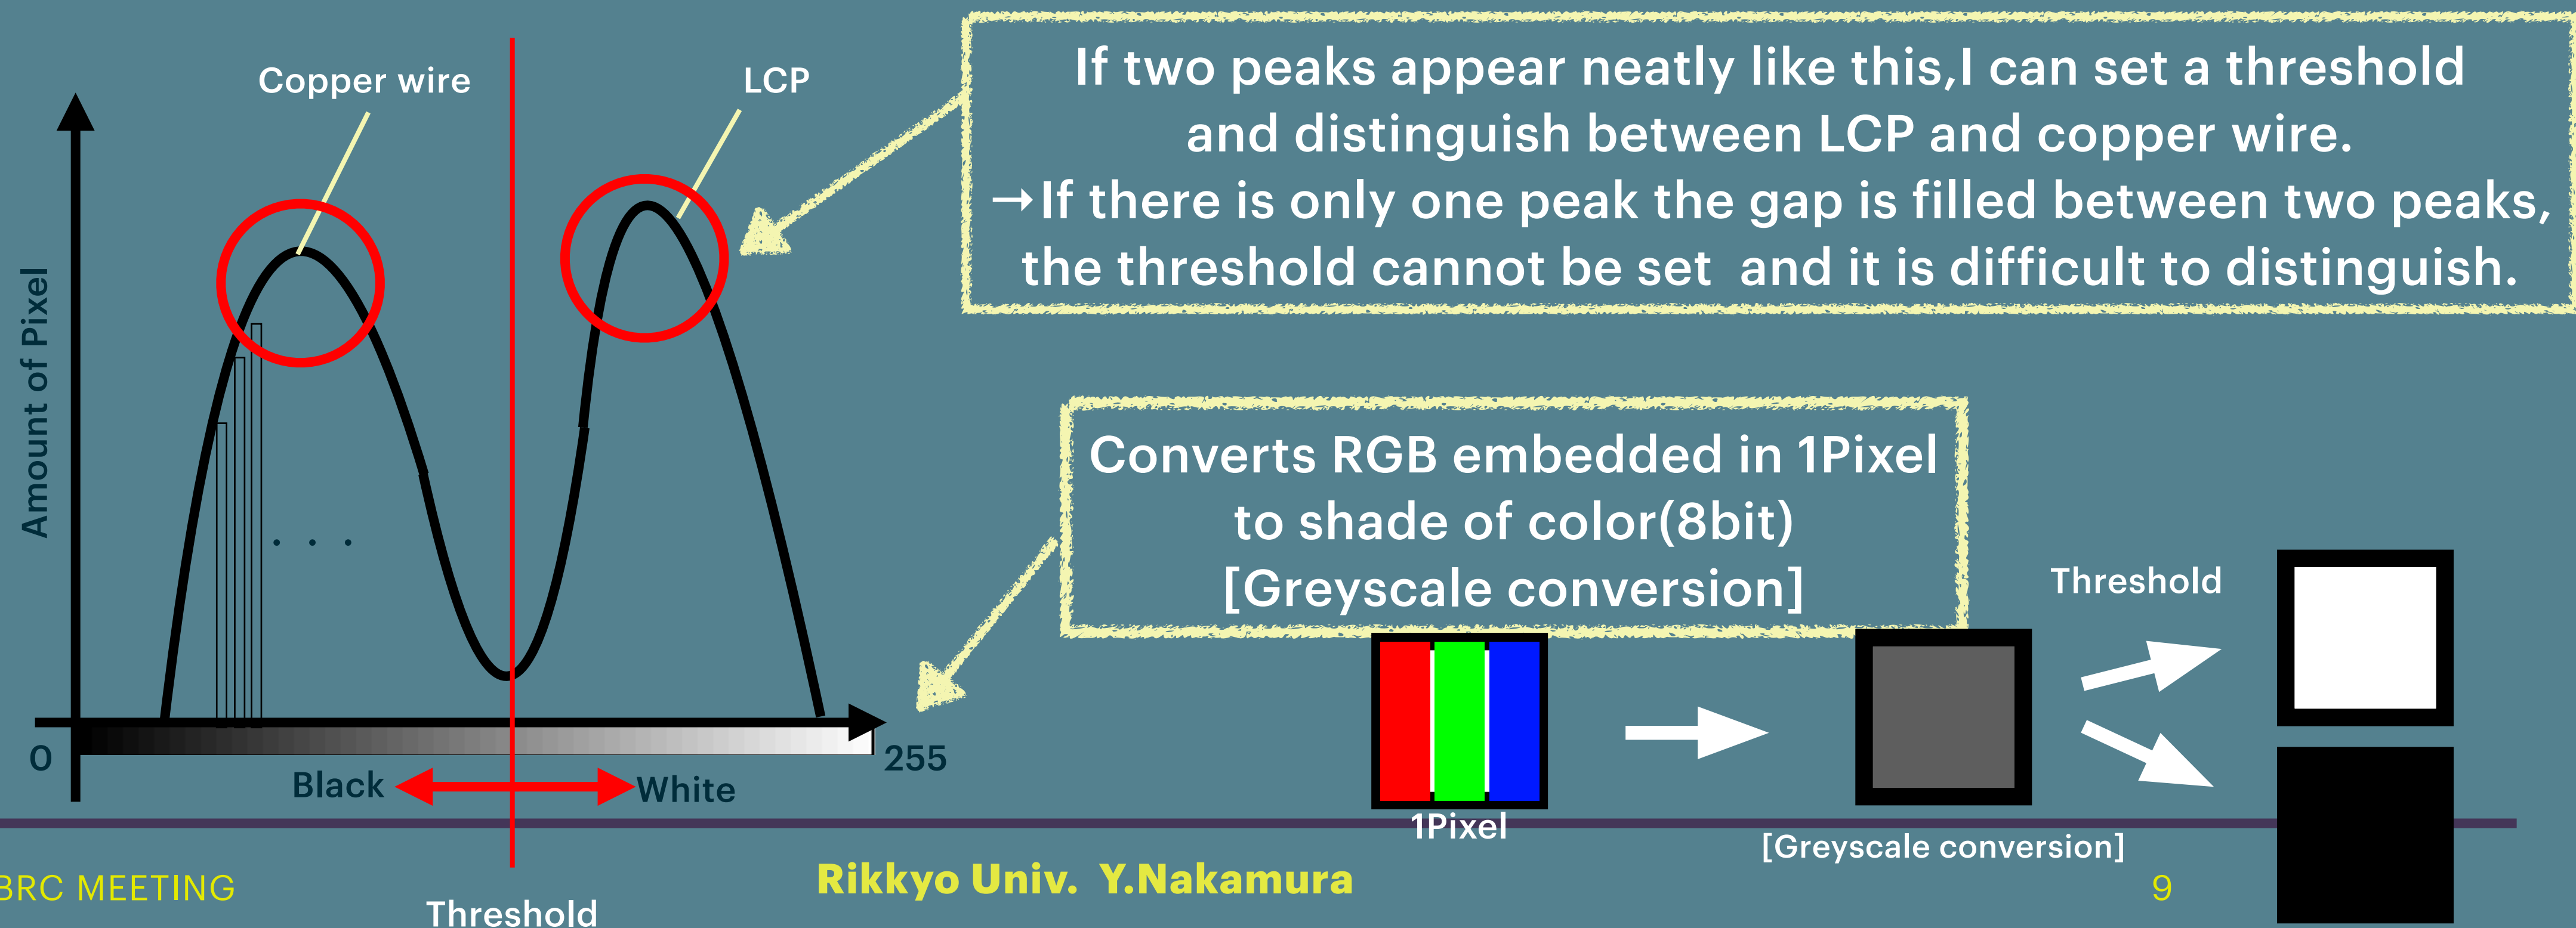 Copper wire
LCP
Amount of Pixel
. . .
0
255
Black
White
Threshold
If two peaks appear neatly like this,I can set a threshold
and distinguish between LCP and copper wire.
→If there is only one peak the gap is filled between two peaks,
the threshold cannot be set  and it is difficult to distinguish.
Converts RGB embedded in 1Pixel
to shade of color(8bit)
[Greyscale conversion]
Threshold
1Pixel
[Greyscale conversion]
BRC MEETING
Rikkyo Univ.  Y.Nakamura
9